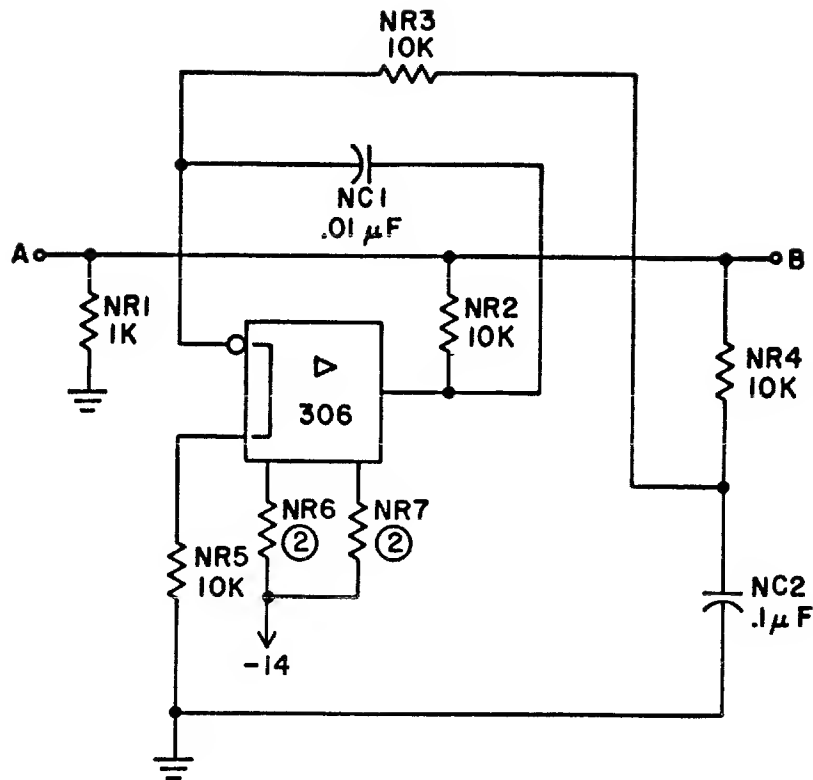 NR3
10K
NC1
.01 μF
A
B
NR1
1K
NR2
10K
NR4
10K
306
NR6
②
NR7
②
NR5
10K
NC2
.1μF
-14